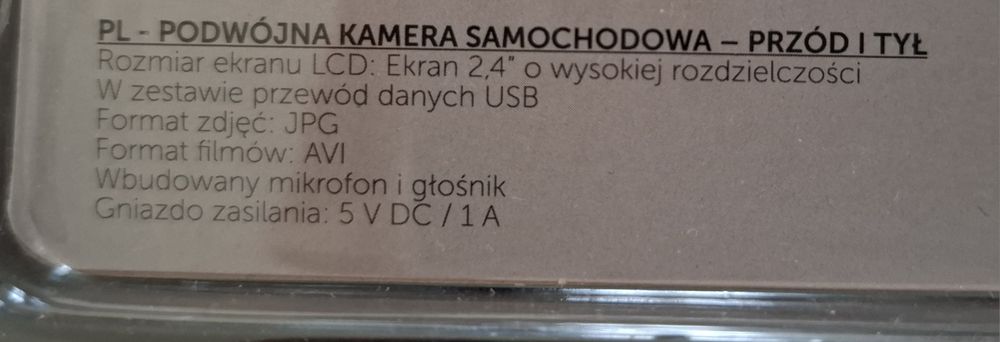 PL - PODWÓJNA KAMERA SAMOCHODOWA – PRZÓD I TYŁ
Rozmiar ekranu LCD: Ekran 2,4" o wysokiej rozdzielczości
W zestawie przewód danych USB
Format zdjęć: JPG
Format filmów: AVI
Wbudowany mikrofon i głośnik
Gniazdo zasilania: 5 V DC / 1 A